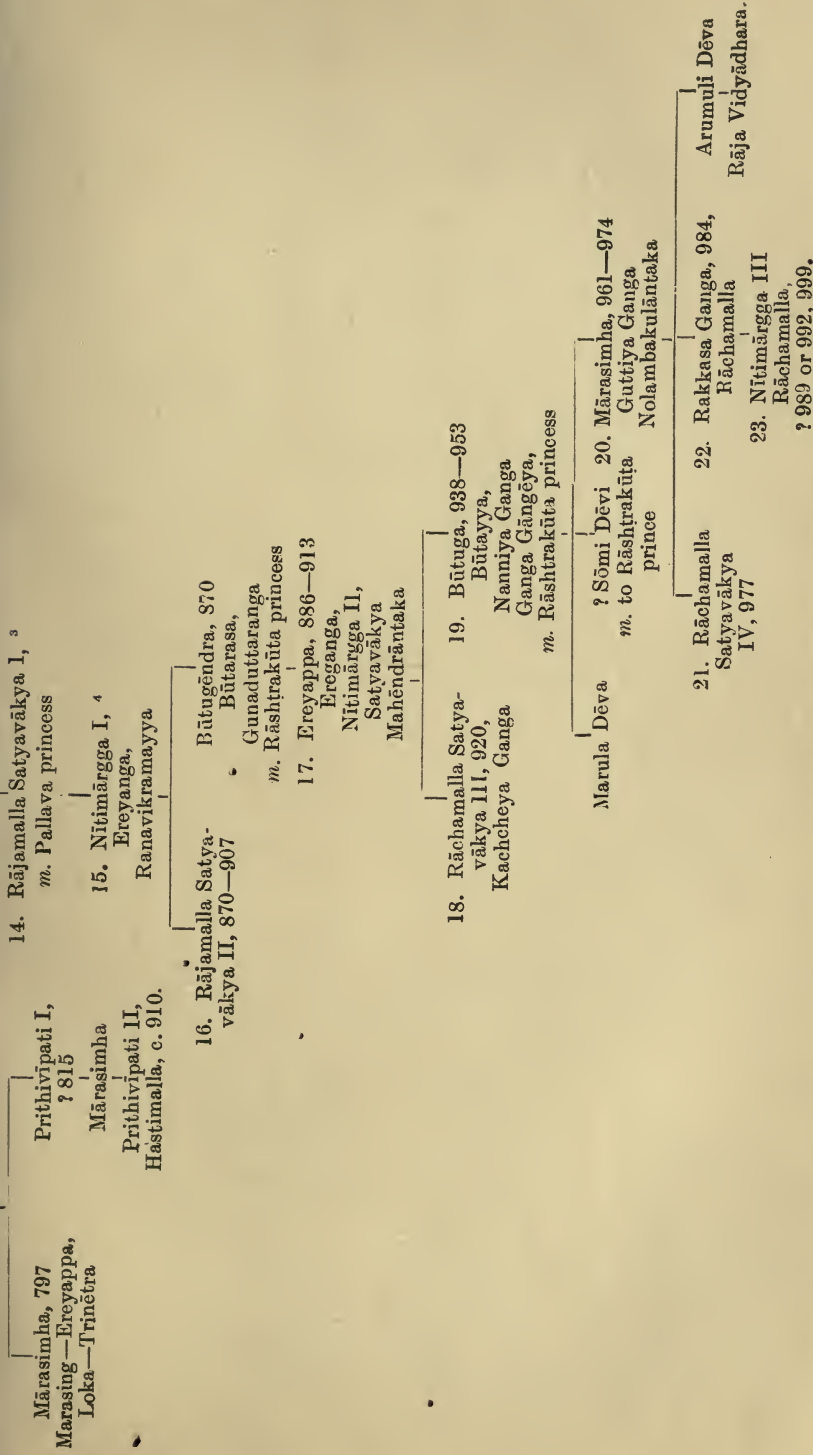 Mārasimha, 797
Marasing—Ereyappa,
Loka—Trinētra
Prithivīpati I,
? 815
Mārasimha
Prithivīpati II,
Hastimalla, c. 910.
14. Rājamalla Satyavākya I, ³
m. Pallava princess
15. Nītimārgga I, ⁴
Ereyanga,
Ranavikramayya
16. Rājamalla Satya-
vākya II, 870—907
Būtugēndra, 870
Būtarasa,
Gunaduttaranga
m. Rāshṭrakūṭa princess
17. Ereyappa, 886—913
Ereganga,
Nītimārgga II,
Satyavākya
Mahēndrāntaka
18. Rāchamalla Satya-
vākya III, 920,
Kachcheya Ganga
19. Būtuga, 938—953
Būtayya,
Nanniya Ganga
Ganga Gāngēya,
m. Rāshtrakūta princess
Marula Dēva
? Sōmi Dēvi
m. to Rāshṭrakūṭa
prince
20. Mārasimha, 961—974
Guttiya Ganga
Nolambakulāntaka
21. Rāchamalla
Satyavākya
IV, 977
22. Rakkasa Ganga, 984,
Rāchamalla
23. Nītimārgga III
Rāchamalla,
? 989 or 992, 999.
Arumuli Dēva
Rāja Vidyādhara.